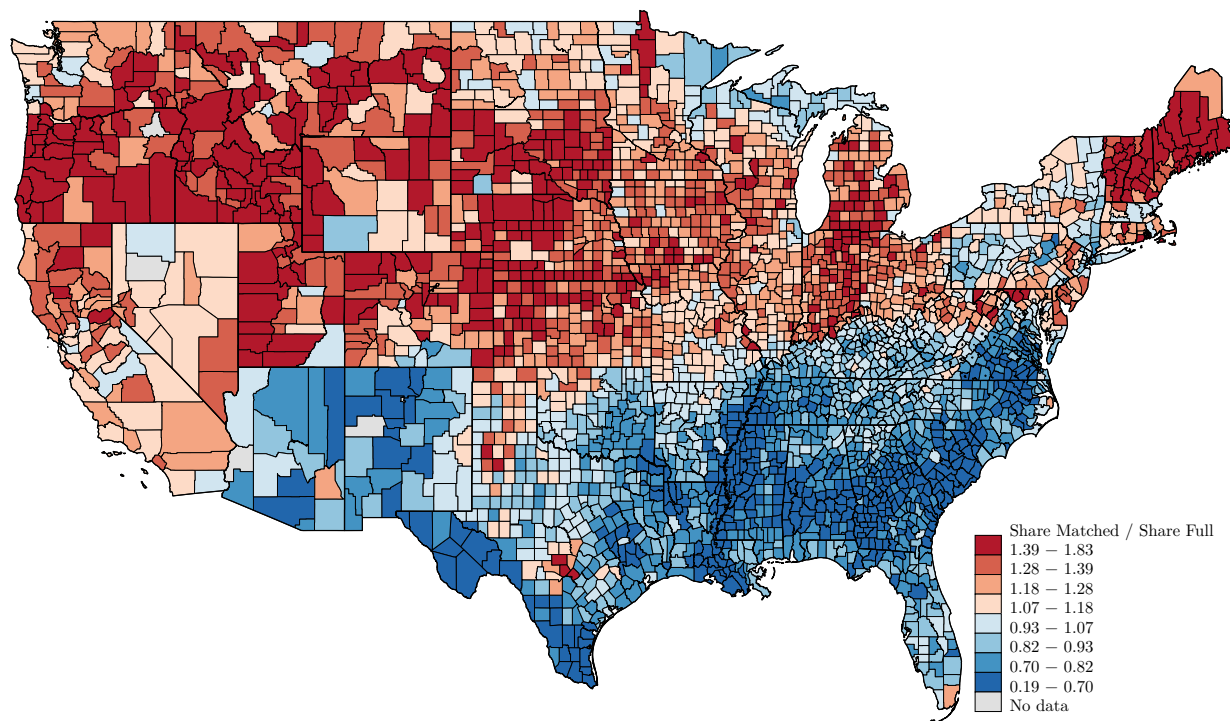 Share Matched / Share Full
1.39 − 1.83
1.28 − 1.39
1.18 − 1.28
1.07 − 1.18
0.93 − 1.07
0.82 − 0.93
0.70 − 0.82
0.19 − 0.70
No data